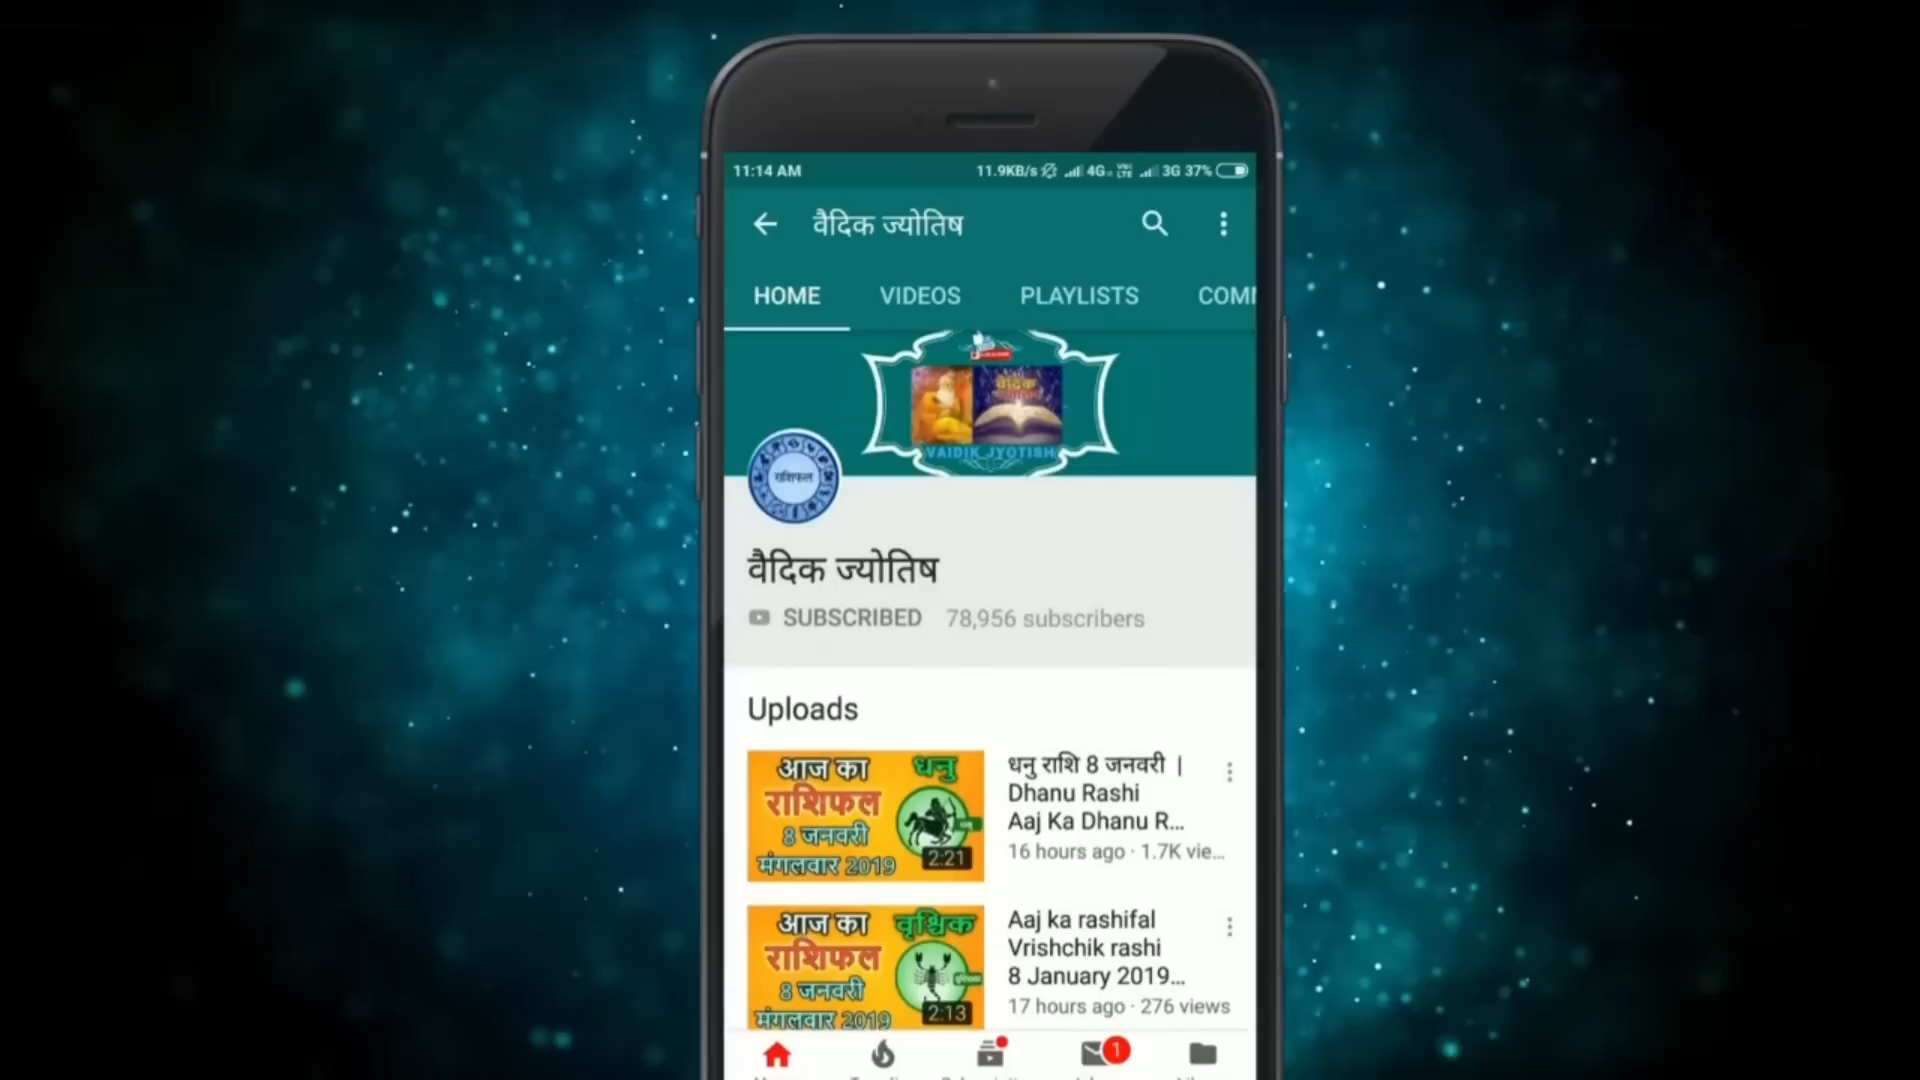 11:14 AM
11.9KB/s 4G VoLTE 3G 37%
वैदिक ज्योतिष
HOME VIDEOS PLAYLISTS COM
वैदिक
VAIDIK JYOTISH
राशिफल
वैदिक ज्योतिष
SUBSCRIBED 78,956 subscribers
Uploads
आज का धनु
राशिफल
8 जनवरी
मंगलवार 2019
2:21
धनु राशि 8 जनवरी |
Dhanu Rashi
Aaj Ka Dhanu R...
16 hours ago · 1.7K vie...
आज का वृश्चिक
राशिफल
8 जनवरी
मंगलवार 2019
2:13
Aaj ka rashifal
Vrishchik rashi
8 January 2019...
17 hours ago · 276 views
1